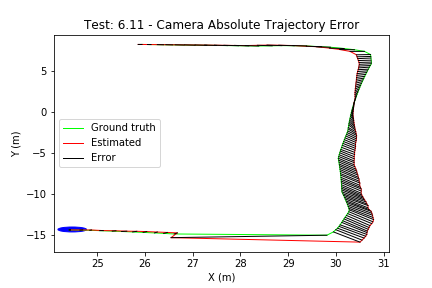 Test: 6.11 - Camera Absolute Trajectory Error
5
0
−5
−10
−15
Y (m)
Ground truth
Estimated
Error
25 26 27 28 29 30 31
X (m)